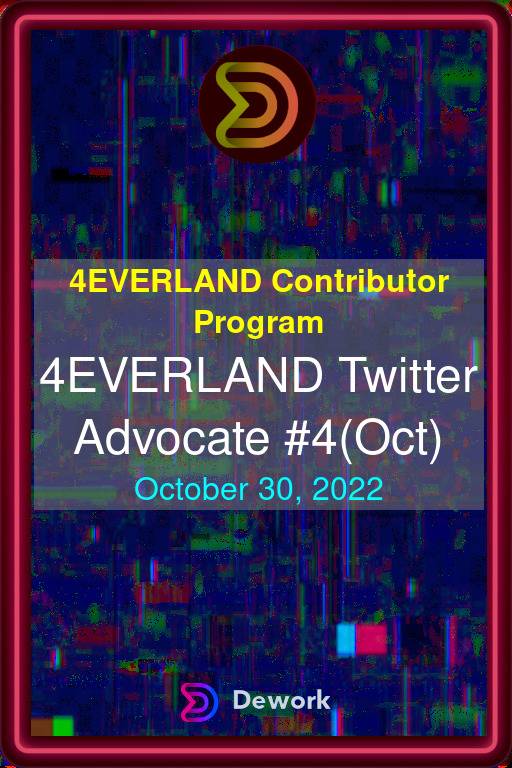 4EVERLAND Contributor
Program
4EVERLAND Twitter
Advocate #4(Oct)
October 30, 2022
Dework